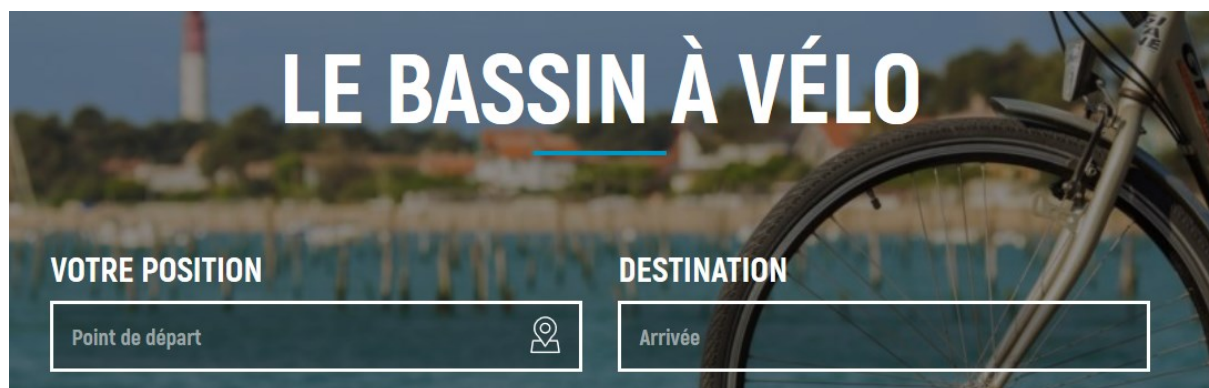 LE BASSIN À VÉLO
VOTRE POSITION
DESTINATION
Point de départ
Arrivée